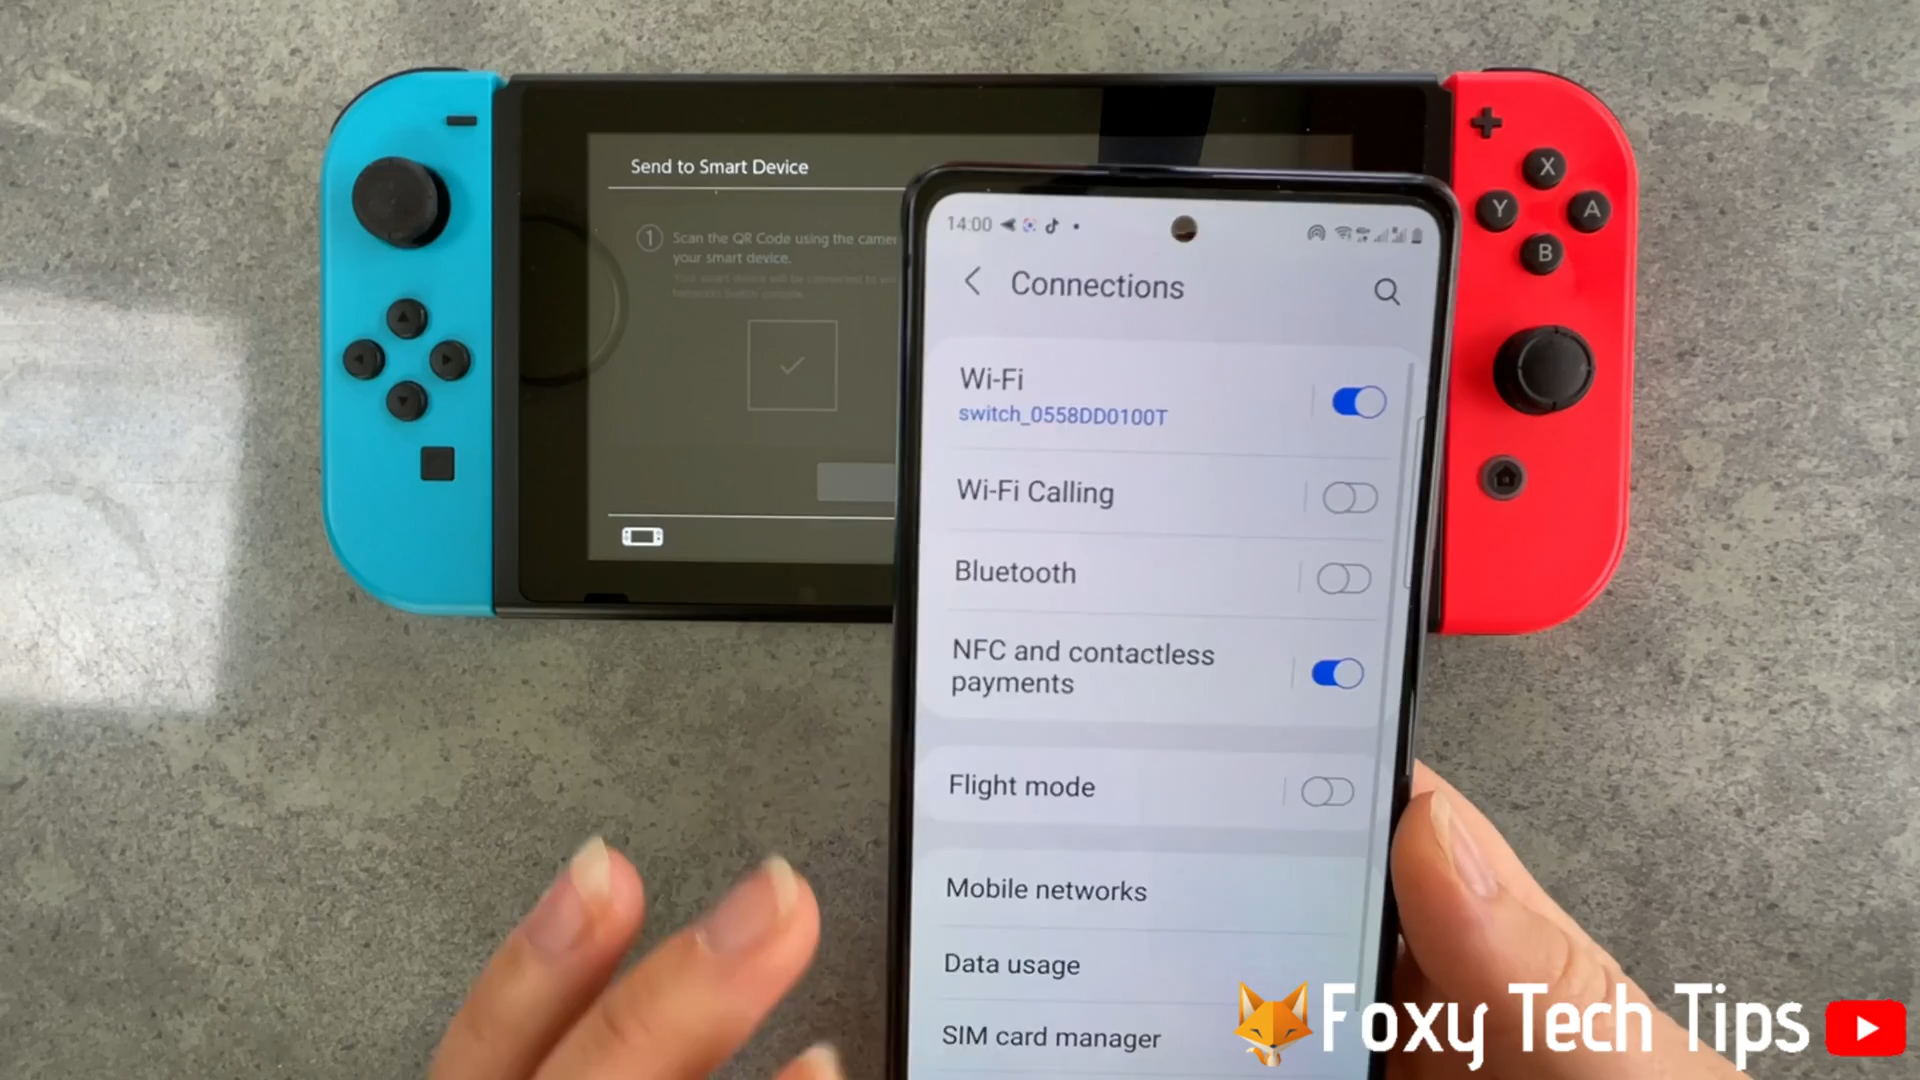 Send to Smart Device
1 Scan the QR Code using the camer
your smart device.
X
Y
A
B
14:00
Connections
Wi-Fi
switch_0558DD0100T
Wi-Fi Calling
Bluetooth
NFC and contactless
payments
Flight mode
Mobile networks
Data usage
SIM card manager
Foxy Tech Tips